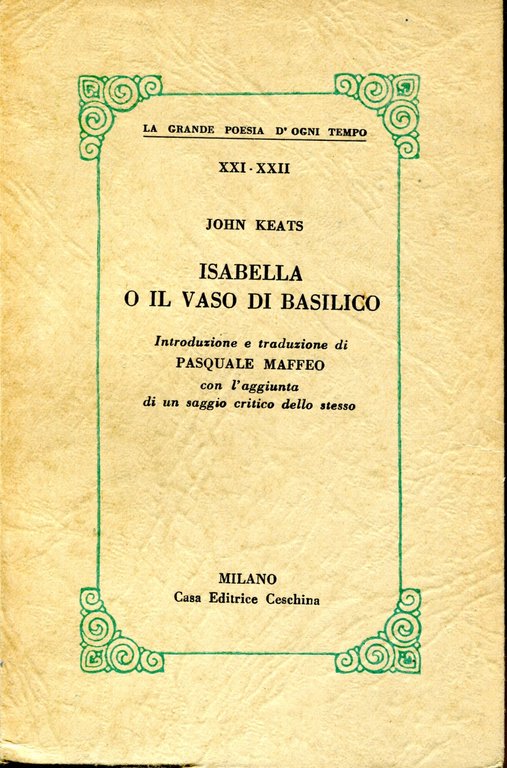 LA GRANDE POESIA D'OGNI TEMPO
XXI - XXII
JOHN KEATS
ISABELLA
O IL VASO DI BASILICO
Introduzione e traduzione di
PASQUALE MAFFEO
con l'aggiunta
di un saggio critico dello stesso
MILANO
Casa Editrice Ceschina